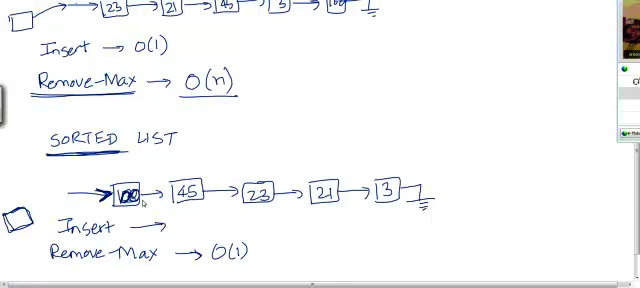 23 21 45 3 100
Insert → O(1)
Remove-Max → O(n)
SORTED LIST
100 → 45 → 23 → 21 → 3
Insert →
Remove-Max → O(1)